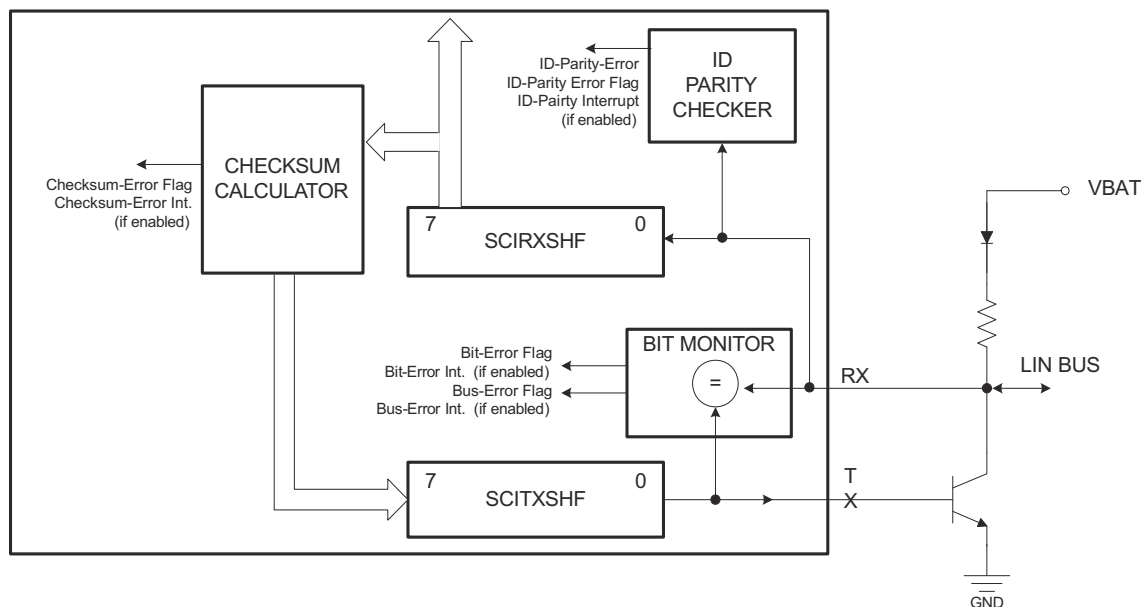 ID-Parity-Error
ID-Parity Error Flag
ID-Pairty Interrupt
(if enabled)
ID
PARITY
CHECKER
CHECKSUM
CALCULATOR
Checksum-Error Flag
Checksum-Error Int.
(if enabled)
VBAT
7 SCIRXSHF 0
BIT MONITOR
=
Bit-Error Flag
Bit-Error Int. (if enabled)
Bus-Error Flag
Bus-Error Int. (if enabled)
RX
LIN BUS
7 SCITXSHF 0
T
X
GND